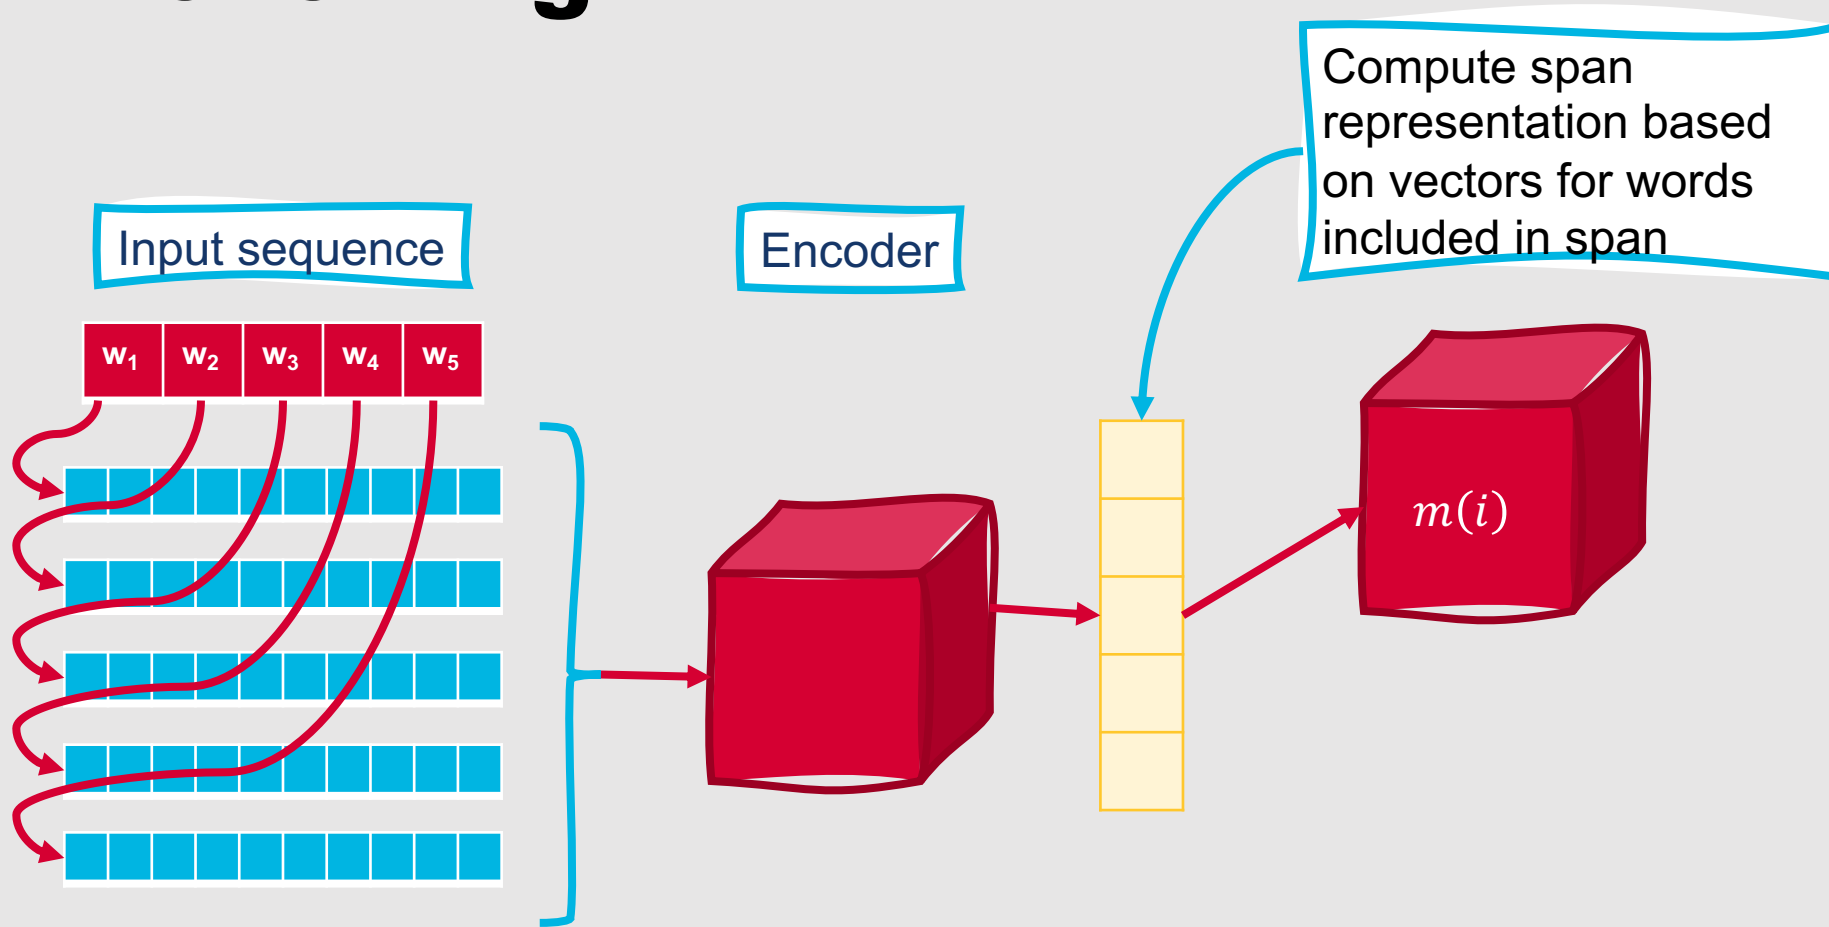 Input sequence
Encoder
Compute span
representation based
on vectors for words
included in span
w1 w2 w3 w4 w5
m(i)